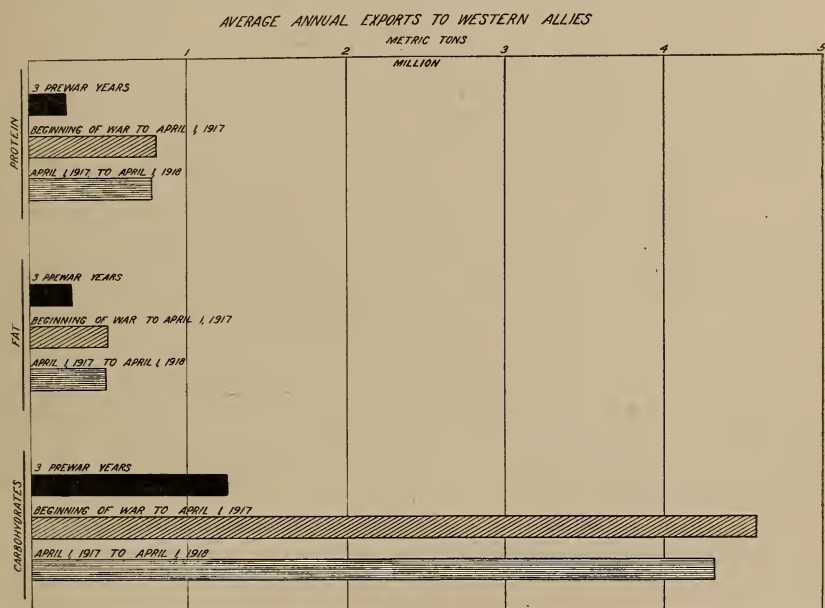 AVERAGE ANNUAL EXPORTS TO WESTERN ALLIES
METRIC TONS
1 2 3 4 5
MILLION
PROTEIN
3 PREWAR YEARS
BEGINNING OF WAR TO APRIL 1, 1917
APRIL 1, 1917 TO APRIL 1, 1918
FAT
3 PREWAR YEARS
BEGINNING OF WAR TO APRIL 1, 1917
APRIL 1, 1917 TO APRIL 1, 1918
CARBOHYDRATES
3 PREWAR YEARS
BEGINNING OF WAR TO APRIL 1, 1917
APRIL 1, 1917 TO APRIL 1, 1918